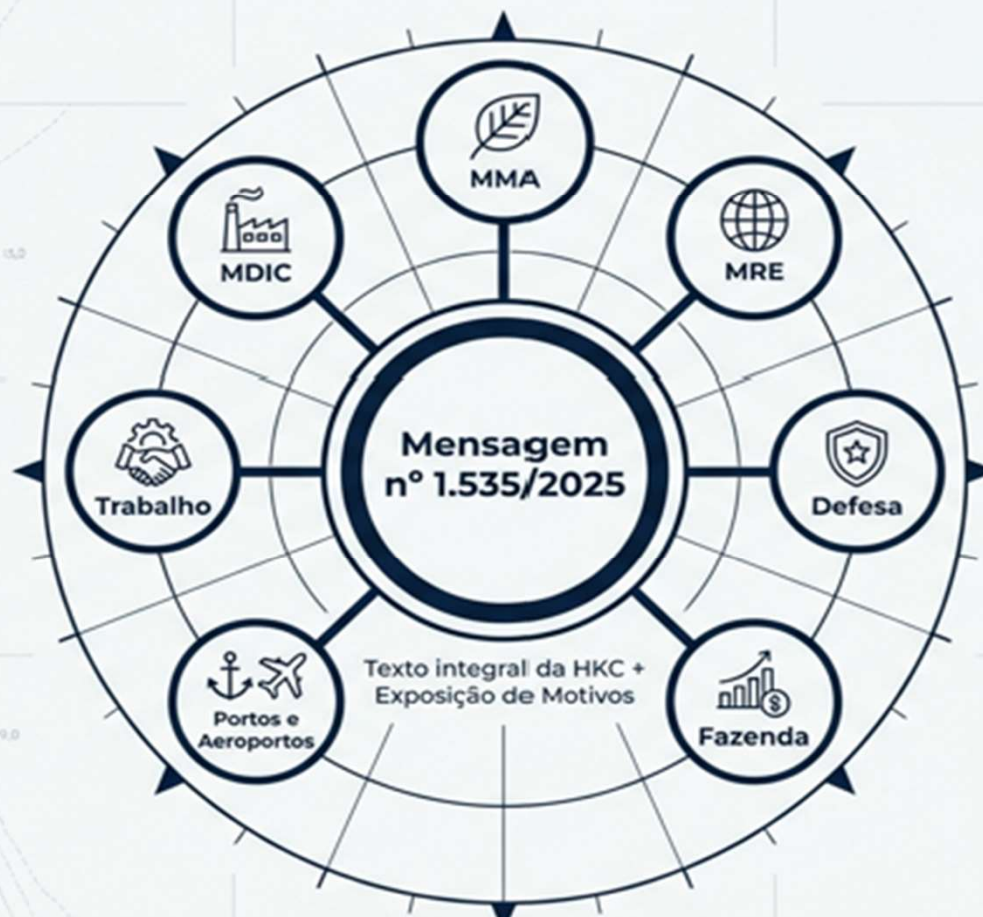 MMA
MDIC
MRE
Mensagem
nº 1.535/2025
Trabalho
Defesa
Texto integral da HKC +
Exposição de Motivos
Portos e
Aeroportos
$
Fazenda